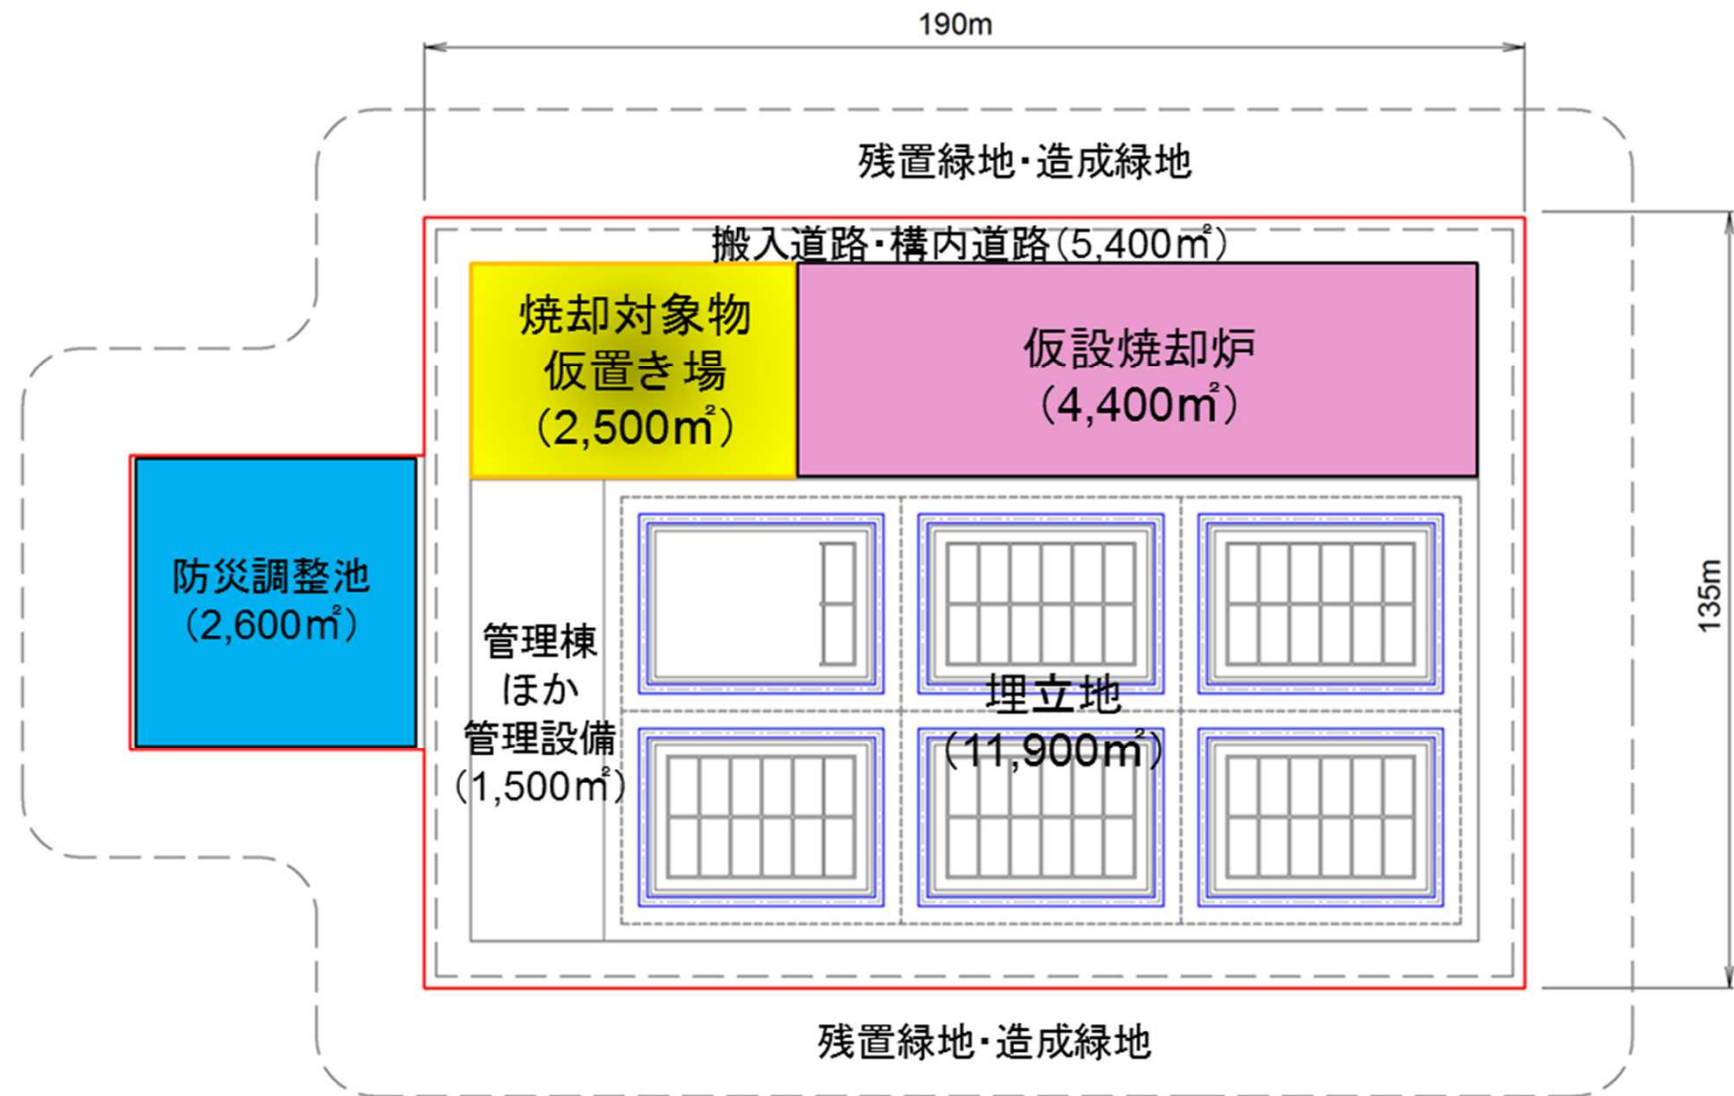 190m
残置緑地・造成緑地
搬入道路・構内道路(5,400㎡)
焼却対象物
仮置き場
(2,500㎡)
仮設焼却炉
(4,400㎡)
防災調整池
(2,600㎡)
管理棟
ほか
管理設備
(1,500㎡)
埋立地
(11,900㎡)
135m
残置緑地・造成緑地